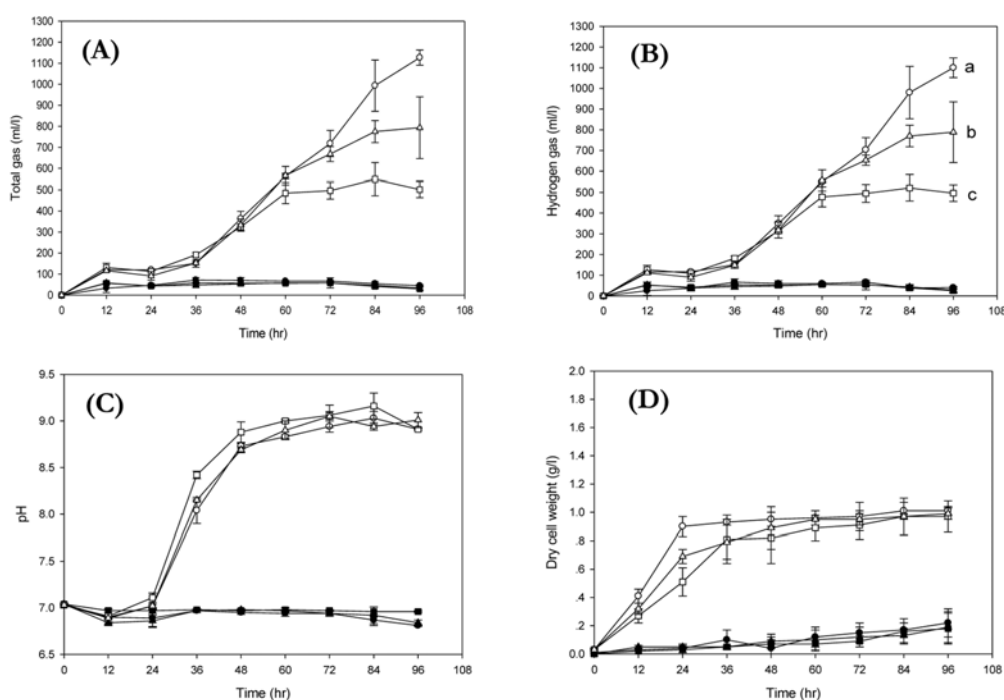 (A)
Total gas (ml/l)
1300
1200
1100
1000
900
800
700
600
500
400
300
200
100
0
0 12 24 36 48 60 72 84 96 108
Time (hr)
(B)
Hydrogen gas (ml/l)
1300
1200
1100
1000
900
800
700
600
500
400
300
200
100
0
a
b
c
0 12 24 36 48 60 72 84 96 108
Time (hr)
(C)
pH
9.5
9.0
8.5
8.0
7.5
7.0
6.5
0 12 24 36 48 60 72 84 96 108
Time (hr)
(D)
Dry cell weight (g/l)
2.0
1.8
1.6
1.4
1.2
1.0
.8
.6
.4
.2
0.0
0 12 24 36 48 60 72 84 96 108
Time (hr)